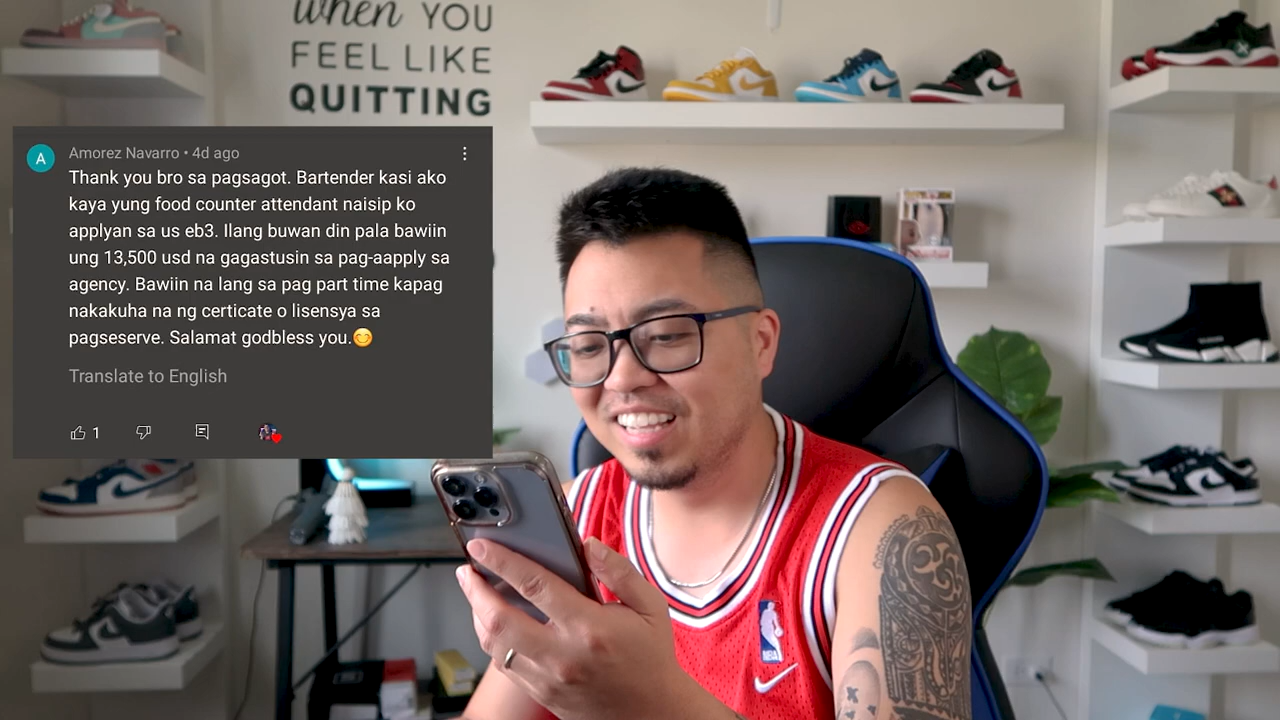 when YOU
FEEL LIKE
QUITTING
A
Amorez Navarro • 4d ago
Thank you bro sa pagsagot. Bartender kasi ako
kaya yung food counter attendant naisip ko
applyan sa us eb3. Ilang buwan din pala bawiin
ung 13,500 usd na gagastusin sa pag-aapply sa
agency. Bawiin na lang sa pag part time kapag
nakakuha na ng certicate o lisensya sa
pagseserve. Salamat godbless you.😊
Translate to English
1
NBA